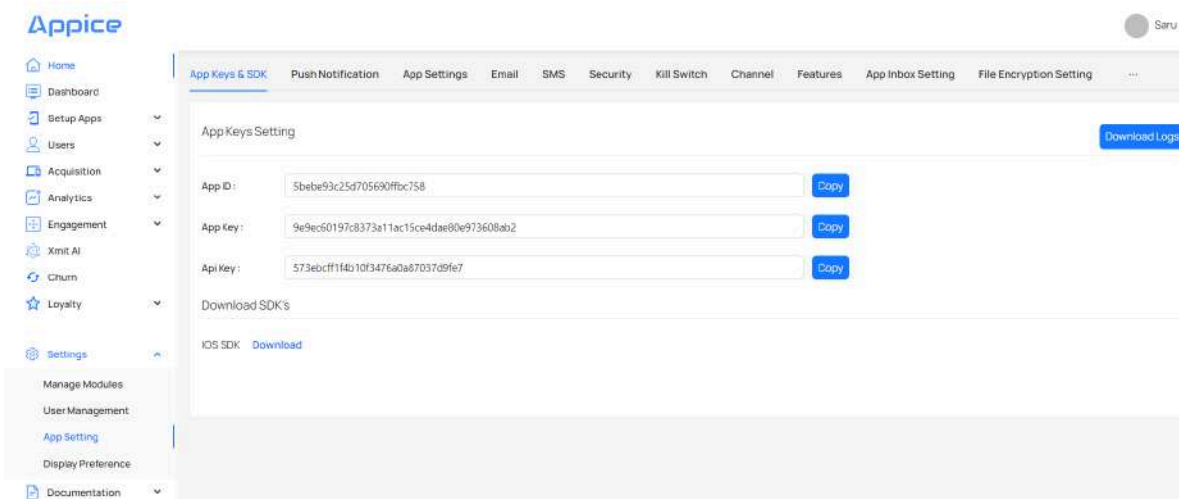 Appice
Saru
Home
Dashboard
Setup Apps
Users
Acquisition
Analytics
Engagement
Xmit AI
Churn
Loyalty
Settings
Manage Modules
User Management
App Setting
Display Preference
Documentation
App Keys & SDK Push Notification App Settings Email SMS Security Kill Switch Channel Features App Inbox Setting File Encryption Setting ...
App Keys Setting
Download Logs
App ID : 5bebe93c25d705690ffbc758 Copy
App Key : 9e9ec60197c8373a11ac15ce4dae80e973608ab2 Copy
Api Key : 573ebcff1f4b10f3476a0a87037d9fe7 Copy
Download SDK's
IOS SDK Download